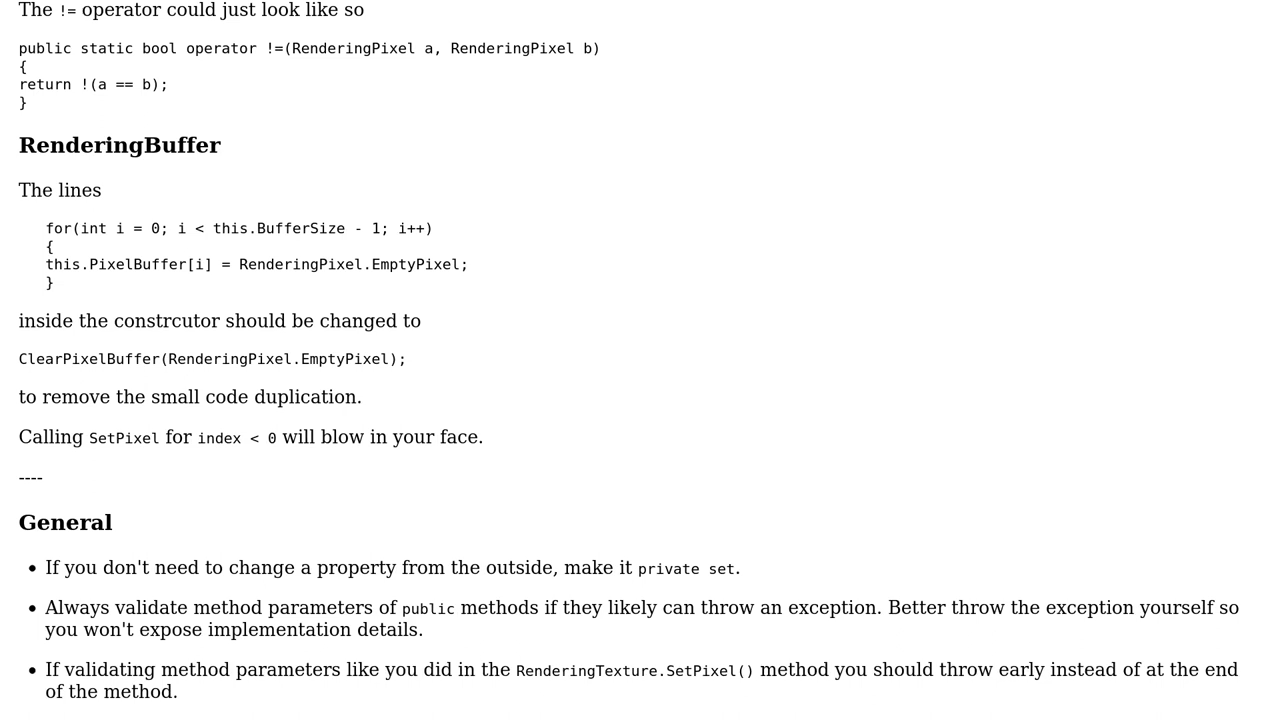 The != operator could just look like so
public static bool operator !=(RenderingPixel a, RenderingPixel b)
{
return !(a == b);
}
RenderingBuffer
The lines
for(int i = 0; i < this.BufferSize - 1; i++)
{
this.PixelBuffer[i] = RenderingPixel.EmptyPixel;
}
inside the constrcutor should be changed to
ClearPixelBuffer(RenderingPixel.EmptyPixel);
to remove the small code duplication.
Calling SetPixel for index < 0 will blow in your face.
----
General
• If you don't need to change a property from the outside, make it private set.
• Always validate method parameters of public methods if they likely can throw an exception. Better throw the exception yourself so
you won't expose implementation details.
• If validating method parameters like you did in the RenderingTexture.SetPixel() method you should throw early instead of at the end
of the method.